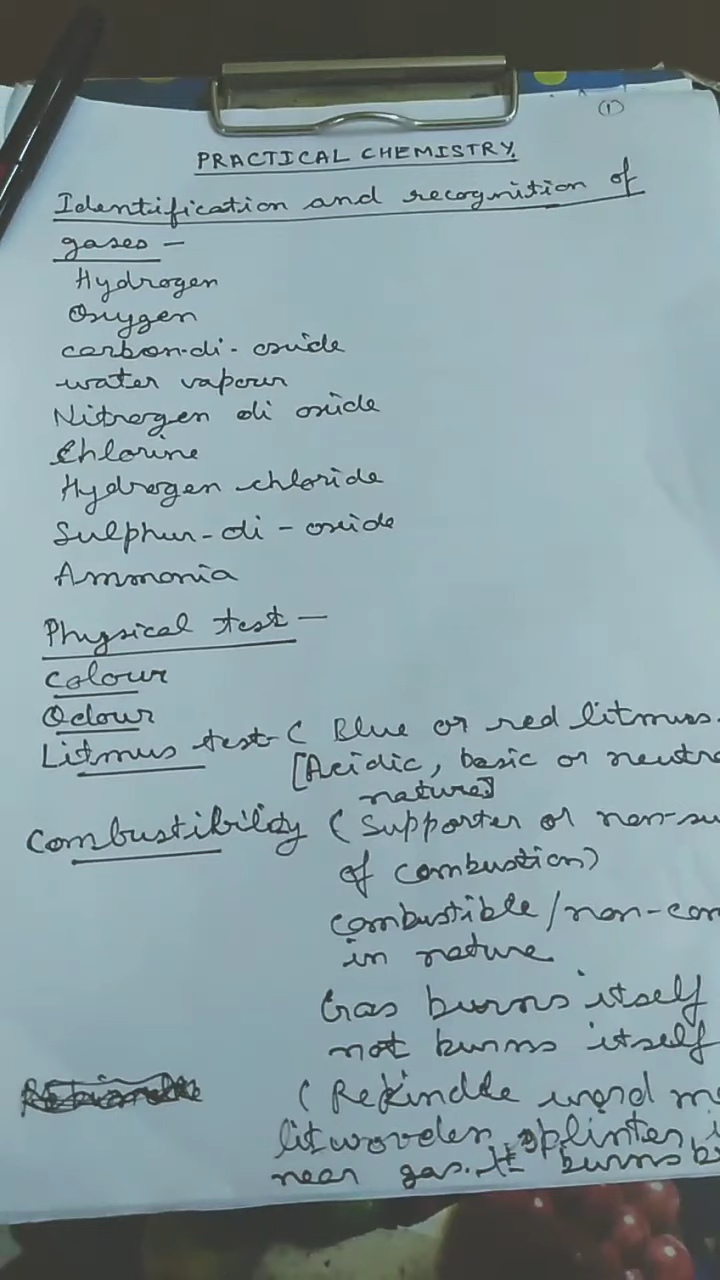 (1)
PRACTICAL CHEMISTRY.
Identification and recognition of
gases -
Hydrogen
Oxygen
carbon-di-oxide
water vapour
Nitrogen di oxide
Chlorine
Hydrogen chloride
Sulphur-di-oxide
Ammonia
Physical test -
Colour
Odour
Litmus test- ( Blue or red litmus.
[Acidic, basic or neutra
nature]
Combustibility ( Supporter or non-su
of combustion)
combustible/non-com
in nature
Gas burns itself
not burns itself
( Rekindle word m
lit wooden splinter i
near gas. It burns b